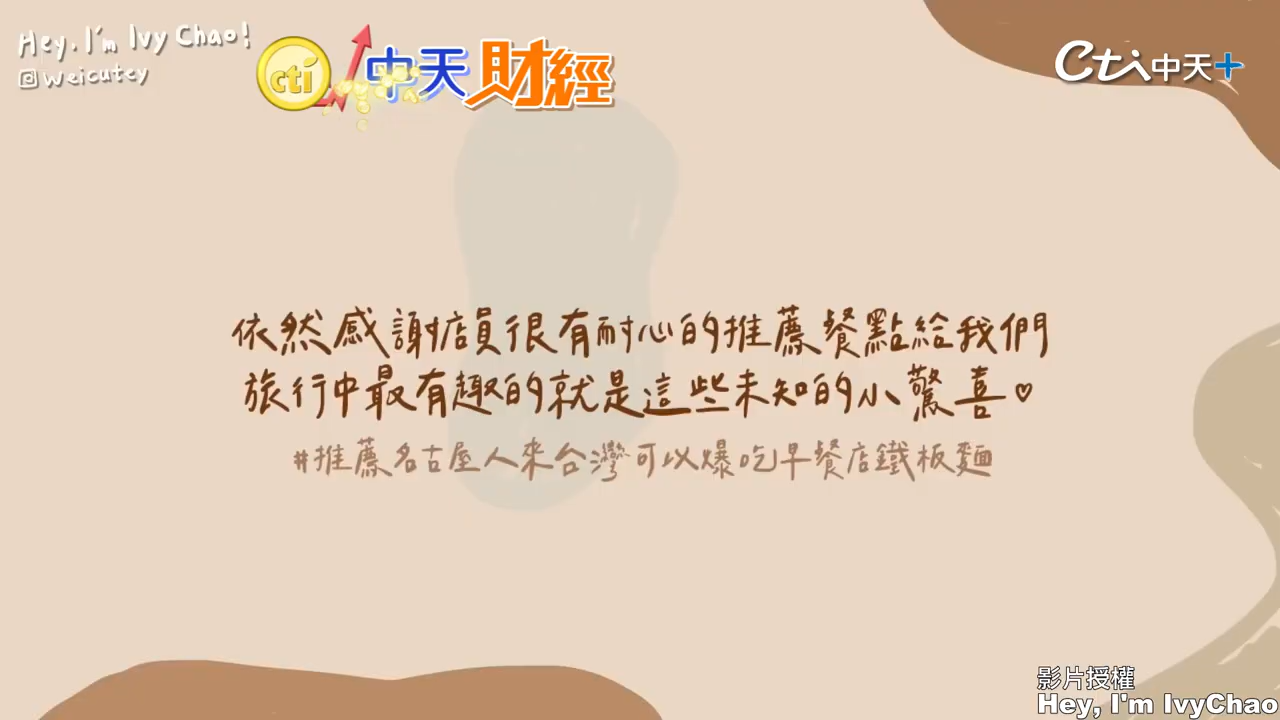 Hey, I'm Ivy Chao!
@weicutey
cti 中天財經
Cti中天+
依然感謝店員很有耐心的推薦餐點給我們
旅行中最有趣的就是這些未知的小驚喜♡
#推薦名古屋人來台灣可以爆吃早餐店鐵板麵
影片授權
Hey, I'm IvyChao